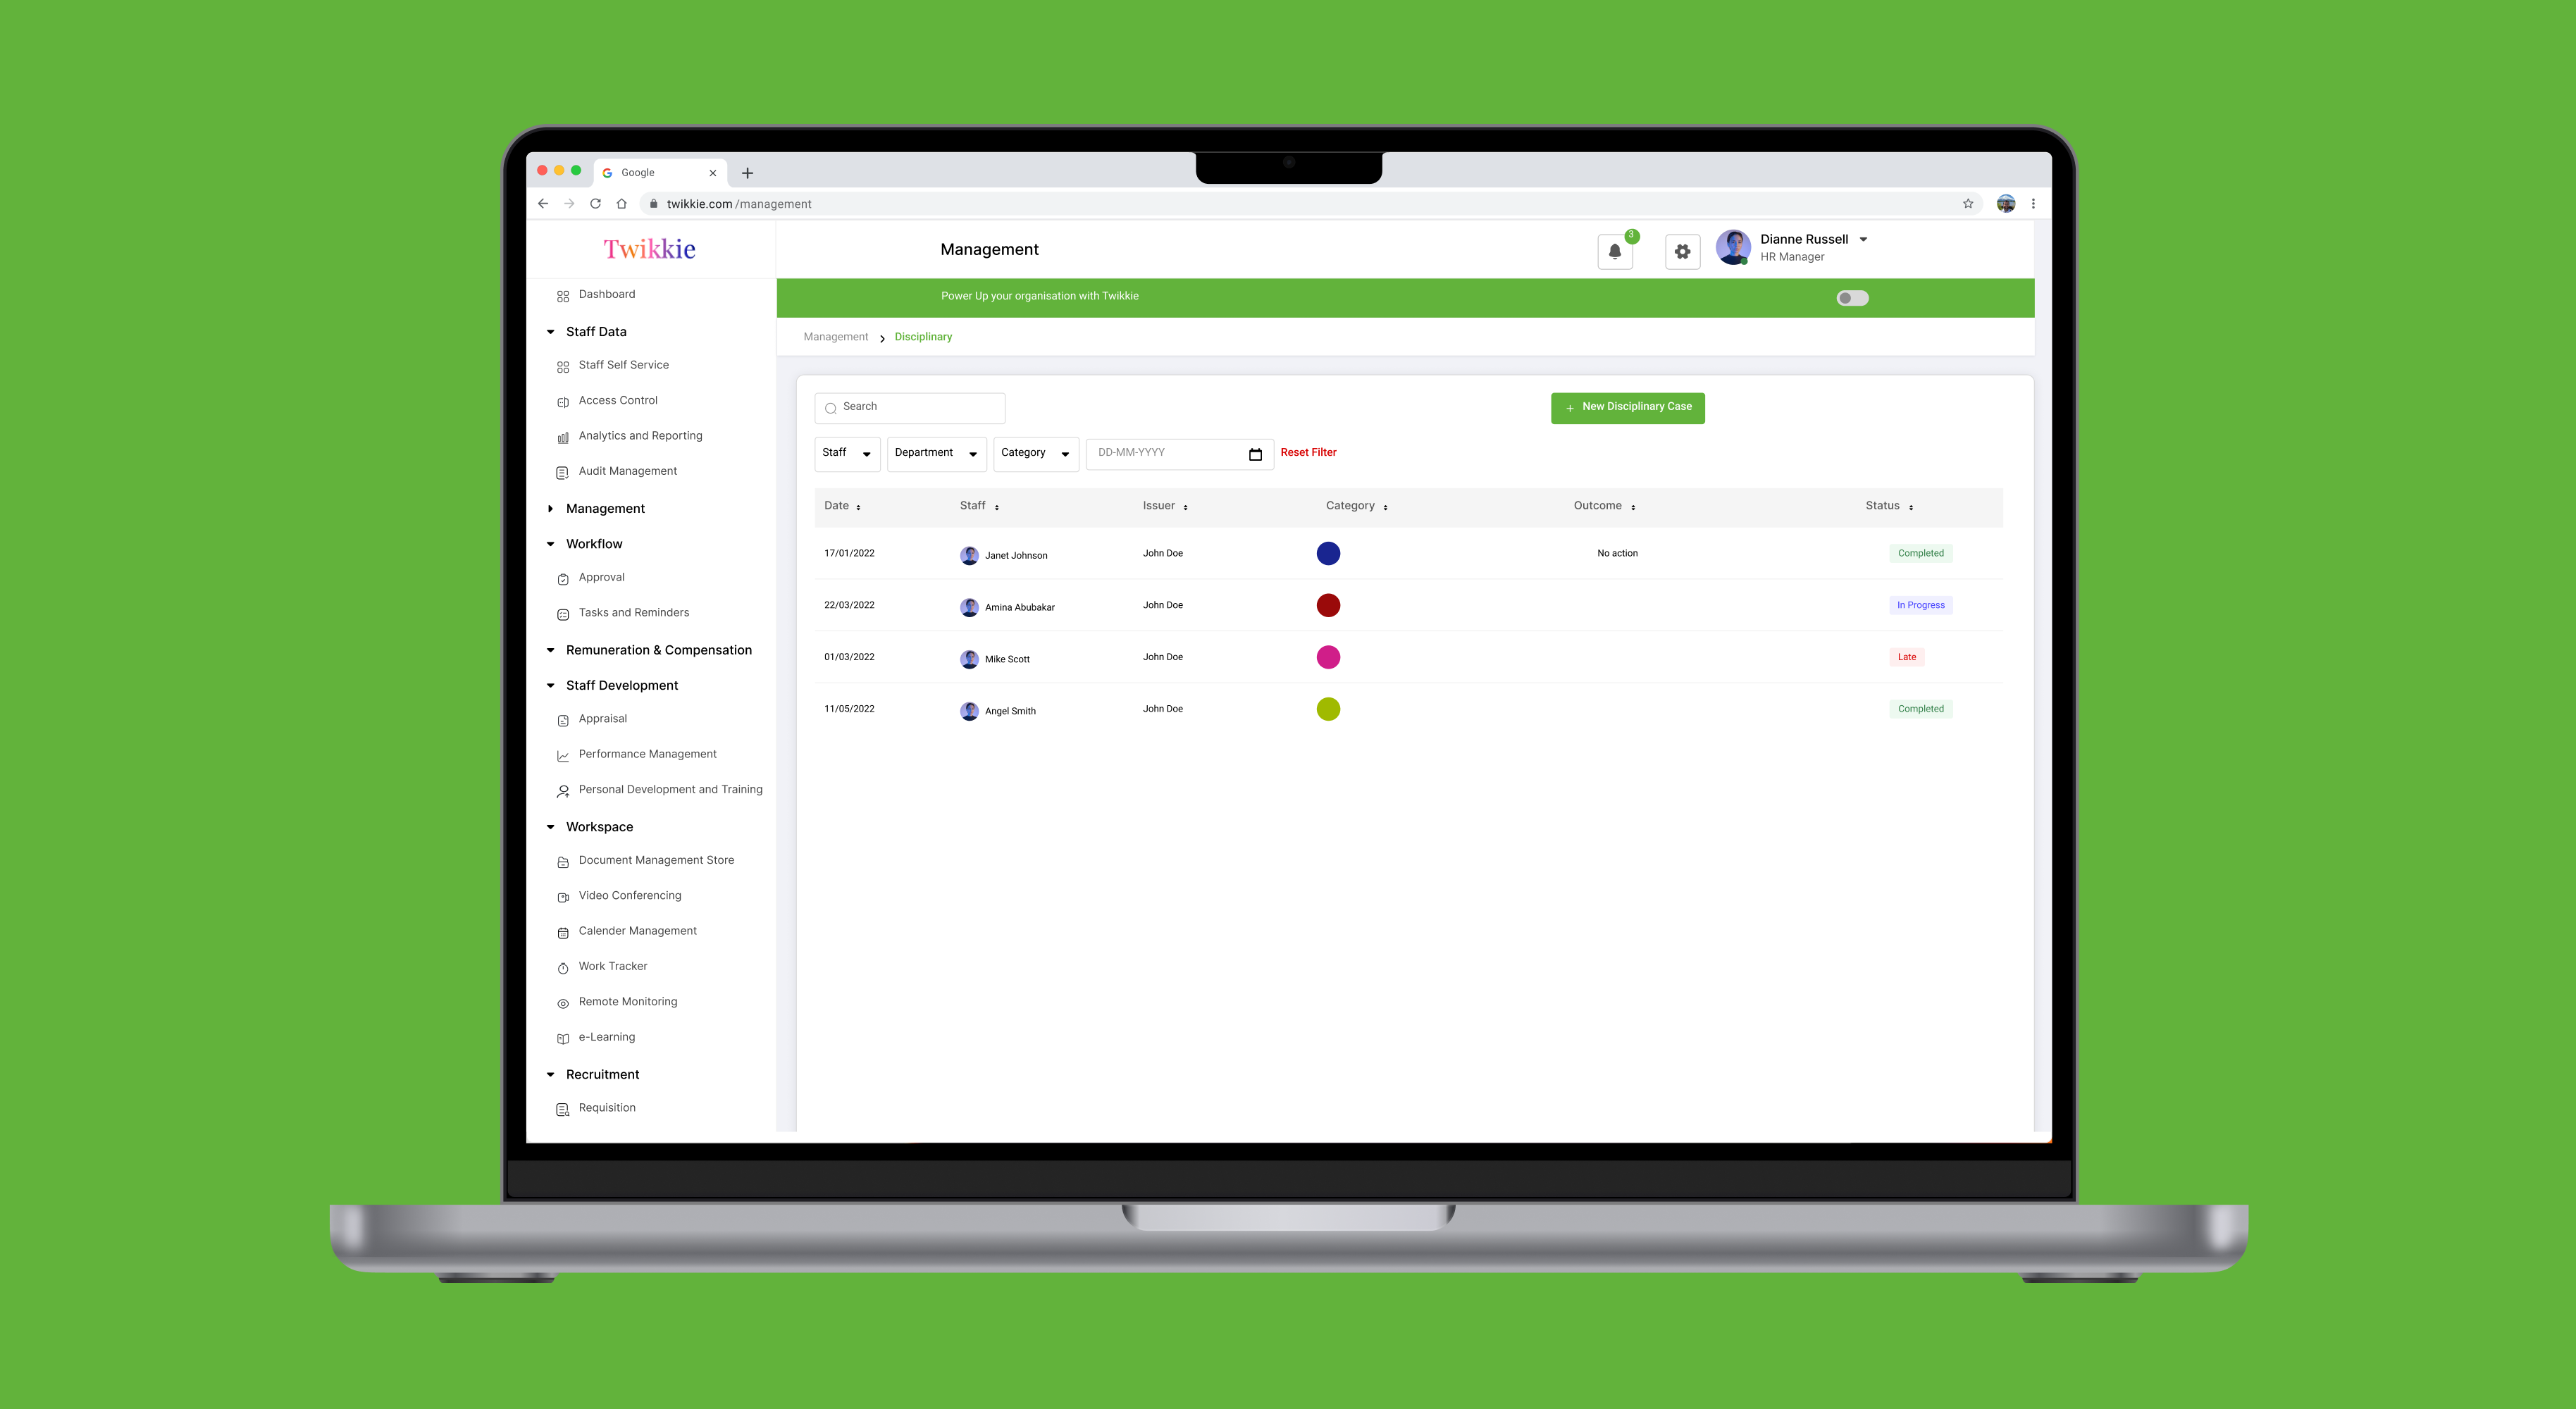 Google
twikkie.com/management
Twikkie
Management
3
Dianne Russell
HR Manager
Power Up your organisation with Twikkie
Management Disciplinary
Dashboard
Staff Data
Staff Self Service
Access Control
Analytics and Reporting
Audit Management
Management
Workflow
Approval
Tasks and Reminders
Remuneration & Compensation
Staff Development
Appraisal
Performance Management
Personal Development and Training
Workspace
Document Management Store
Video Conferencing
Calender Management
Work Tracker
Remote Monitoring
e-Learning
Recruitment
Requisition
Search
+ New Disciplinary Case
Staff Department Category DD-MM-YYYY Reset Filter
Date Staff Issuer Category Outcome Status
17/01/2022 Janet Johnson John Doe No action Completed
22/03/2022 Amina Abubakar John Doe In Progress
01/03/2022 Mike Scott John Doe Late
11/05/2022 Angel Smith John Doe Completed